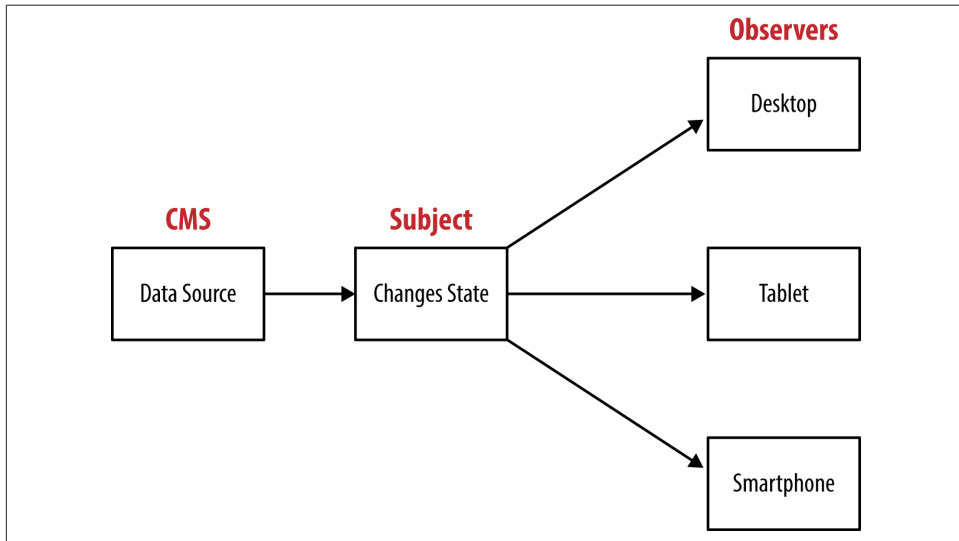 Observers
Desktop
CMS
Subject
Data Source
Changes State
Tablet
Smartphone